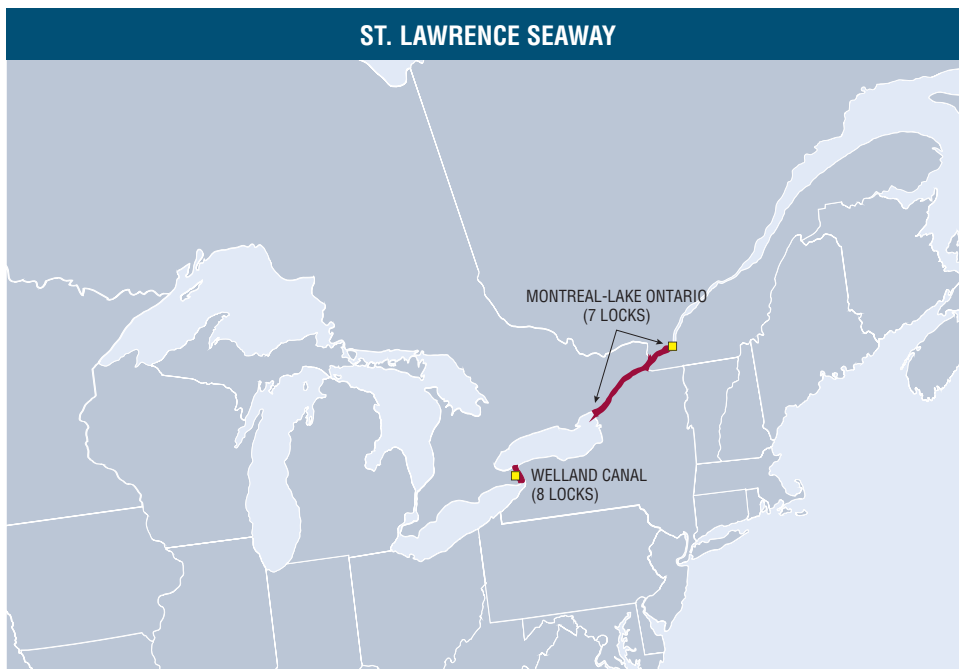 ST. LAWRENCE SEAWAY
MONTREAL-LAKE ONTARIO
(7 LOCKS)
WELLAND CANAL
(8 LOCKS)